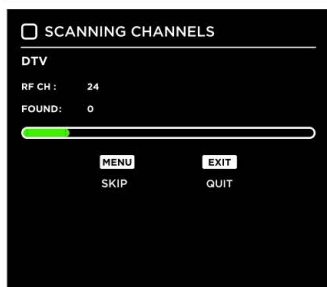 SCANNING CHANNELS
DTV
RF CH : 24
FOUND: 0
MENU EXIT
SKIP QUIT